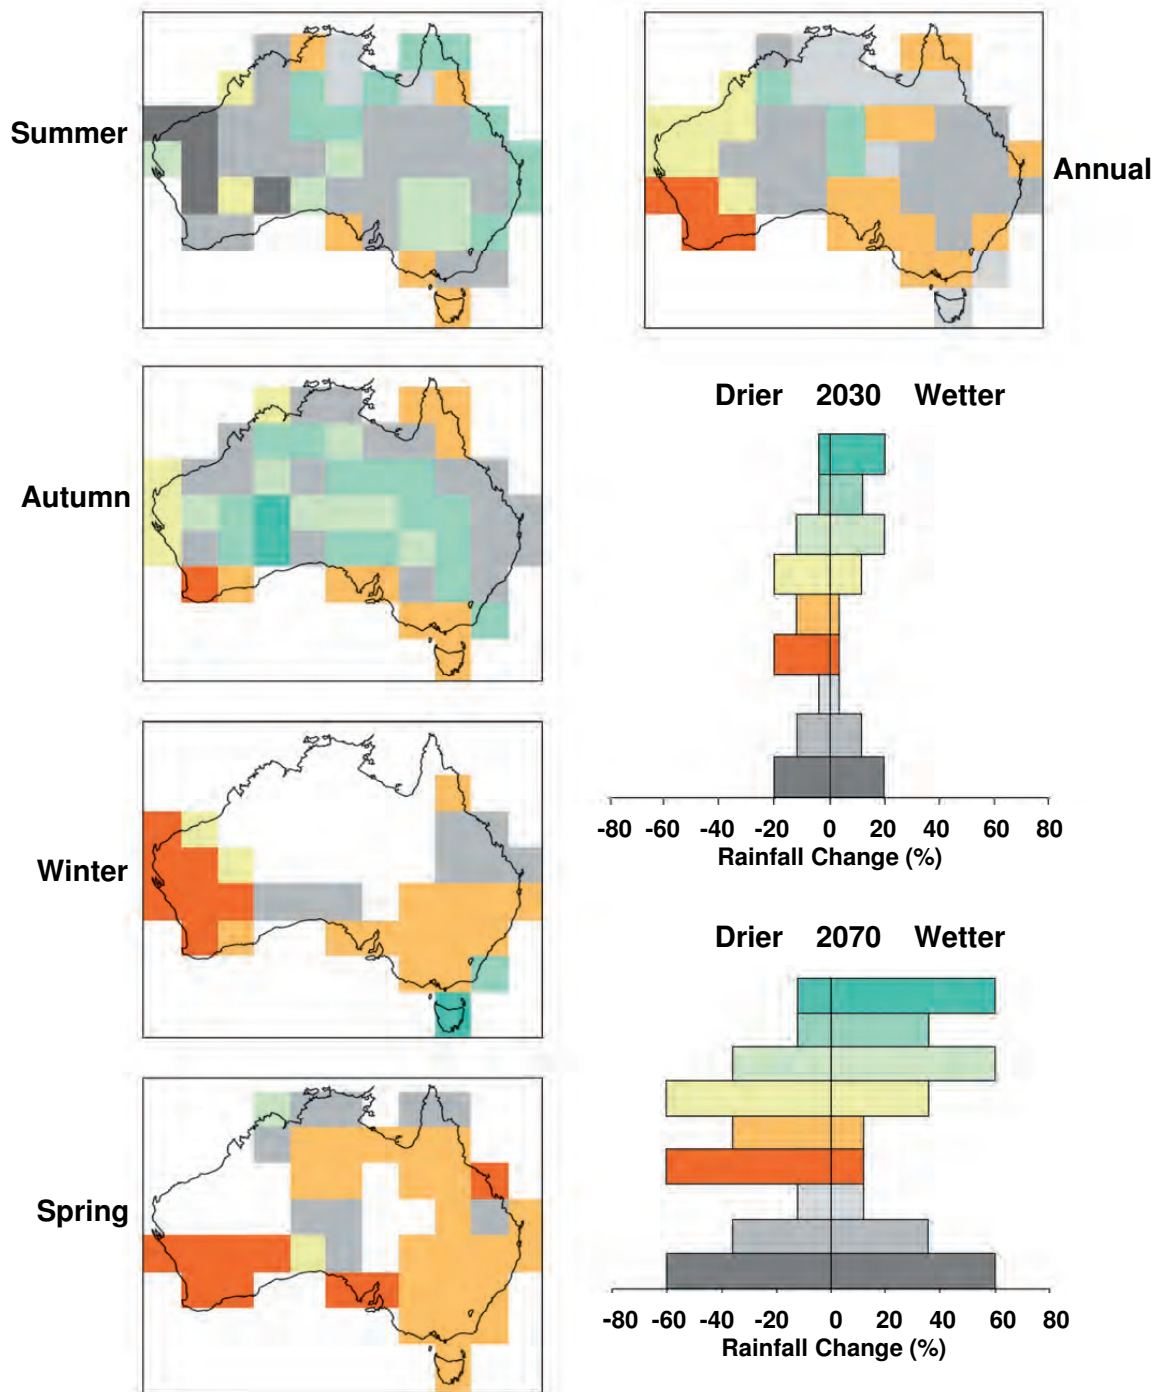 Summer
Annual
Autumn
Drier 2030 Wetter
-80 -60 -40 -20 0 20 40 60 80
Rainfall Change (%)
Winter
Drier 2070 Wetter
Spring
-80 -60 -40 -20 0 20 40 60 80
Rainfall Change (%)